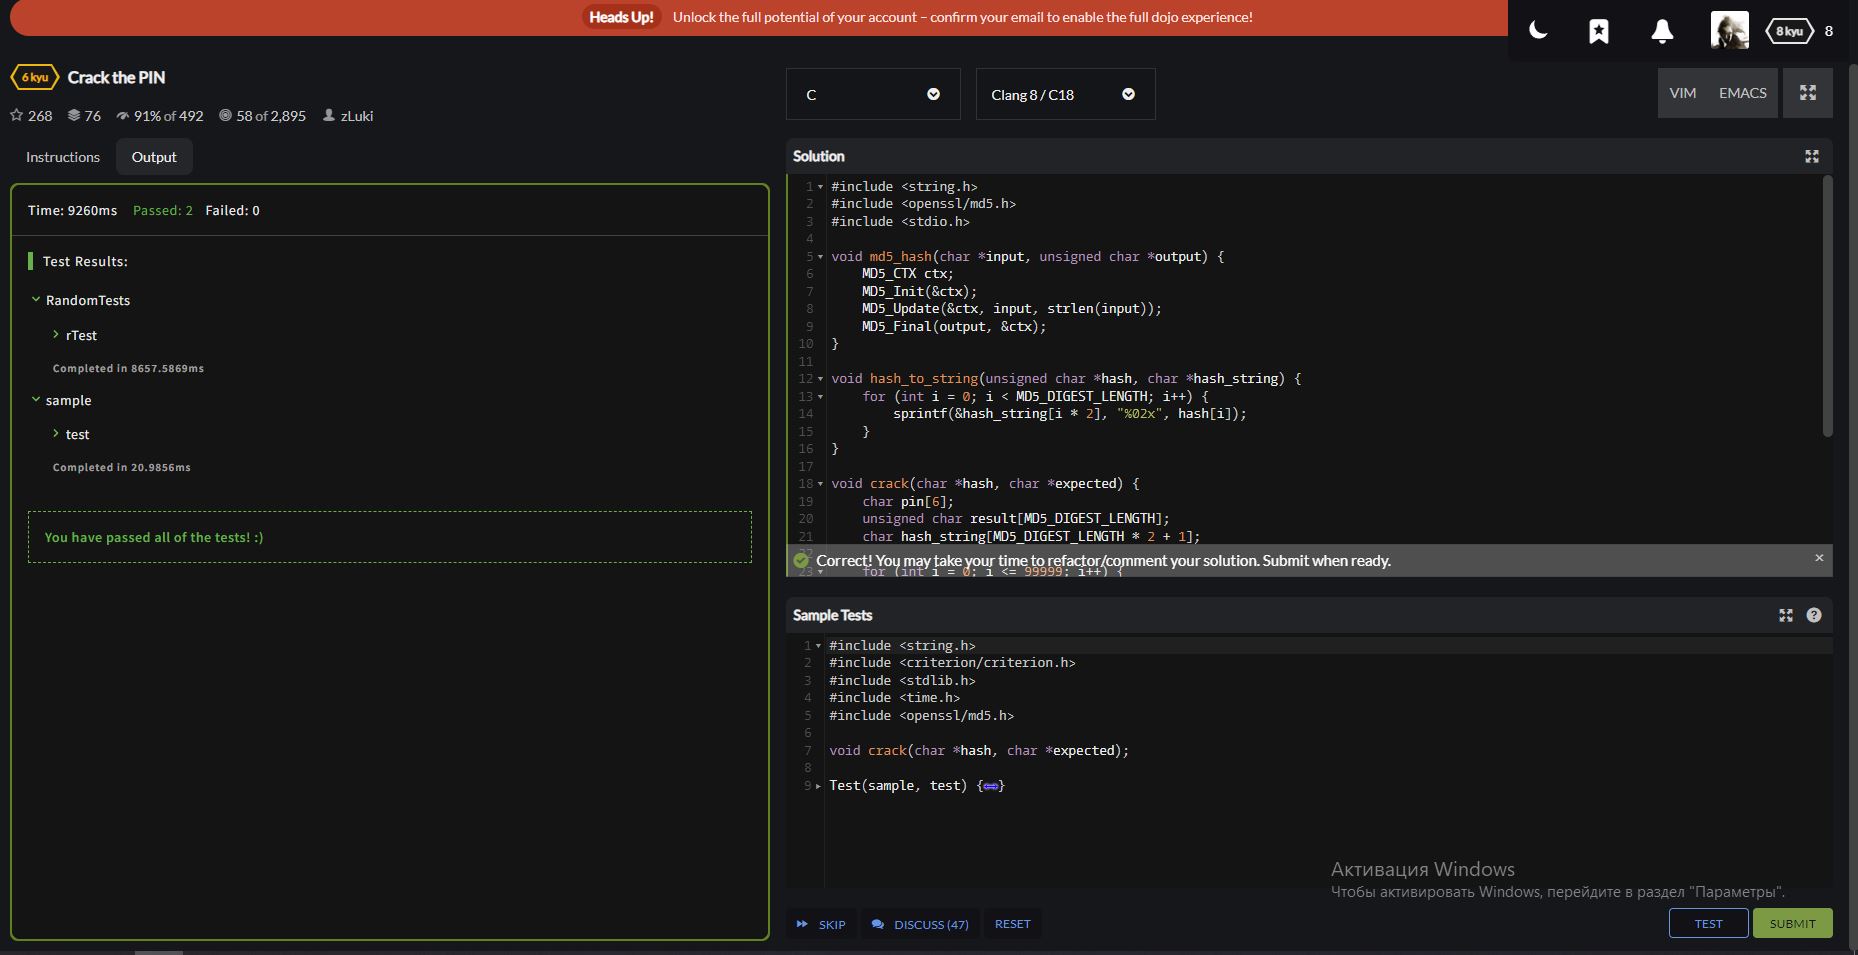 Heads Up! Unlock the full potential of your account – confirm your email to enable the full dojo experience!
8 kyu 8
6 kyu Crack the PIN
268 76 91% of 492 58 of 2,895 zLuki
Instructions Output
Time: 9260ms Passed: 2 Failed: 0
Test Results:
RandomTests
rTest
Completed in 8657.5869ms
sample
test
Completed in 20.9856ms
You have passed all of the tests! :)
C Clang 8 / C18 VIM EMACS
Solution
1 #include <string.h>
2 #include <openssl/md5.h>
3 #include <stdio.h>
4
5 void md5_hash(char *input, unsigned char *output) {
6 MD5_CTX ctx;
7 MD5_Init(&ctx);
8 MD5_Update(&ctx, input, strlen(input));
9 MD5_Final(output, &ctx);
10 }
11
12 void hash_to_string(unsigned char *hash, char *hash_string) {
13 for (int i = 0; i < MD5_DIGEST_LENGTH; i++) {
14 sprintf(&hash_string[i * 2], "%02x", hash[i]);
15 }
16 }
17
18 void crack(char *hash, char *expected) {
19 char pin[6];
20 unsigned char result[MD5_DIGEST_LENGTH];
21 char hash_string[MD5_DIGEST_LENGTH * 2 + 1];
22
Correct! You may take your time to refactor/comment your solution. Submit when ready. ×
23 for (int i = 0; i <= 99999; i++) {
Sample Tests
1 #include <string.h>
2 #include <criterion/criterion.h>
3 #include <stdlib.h>
4 #include <time.h>
5 #include <openssl/md5.h>
6
7 void crack(char *hash, char *expected);
8
9 Test(sample, test) {↔}
Активация Windows
Чтобы активировать Windows, перейдите в раздел "Параметры".
SKIP DISCUSS (47) RESET TEST SUBMIT